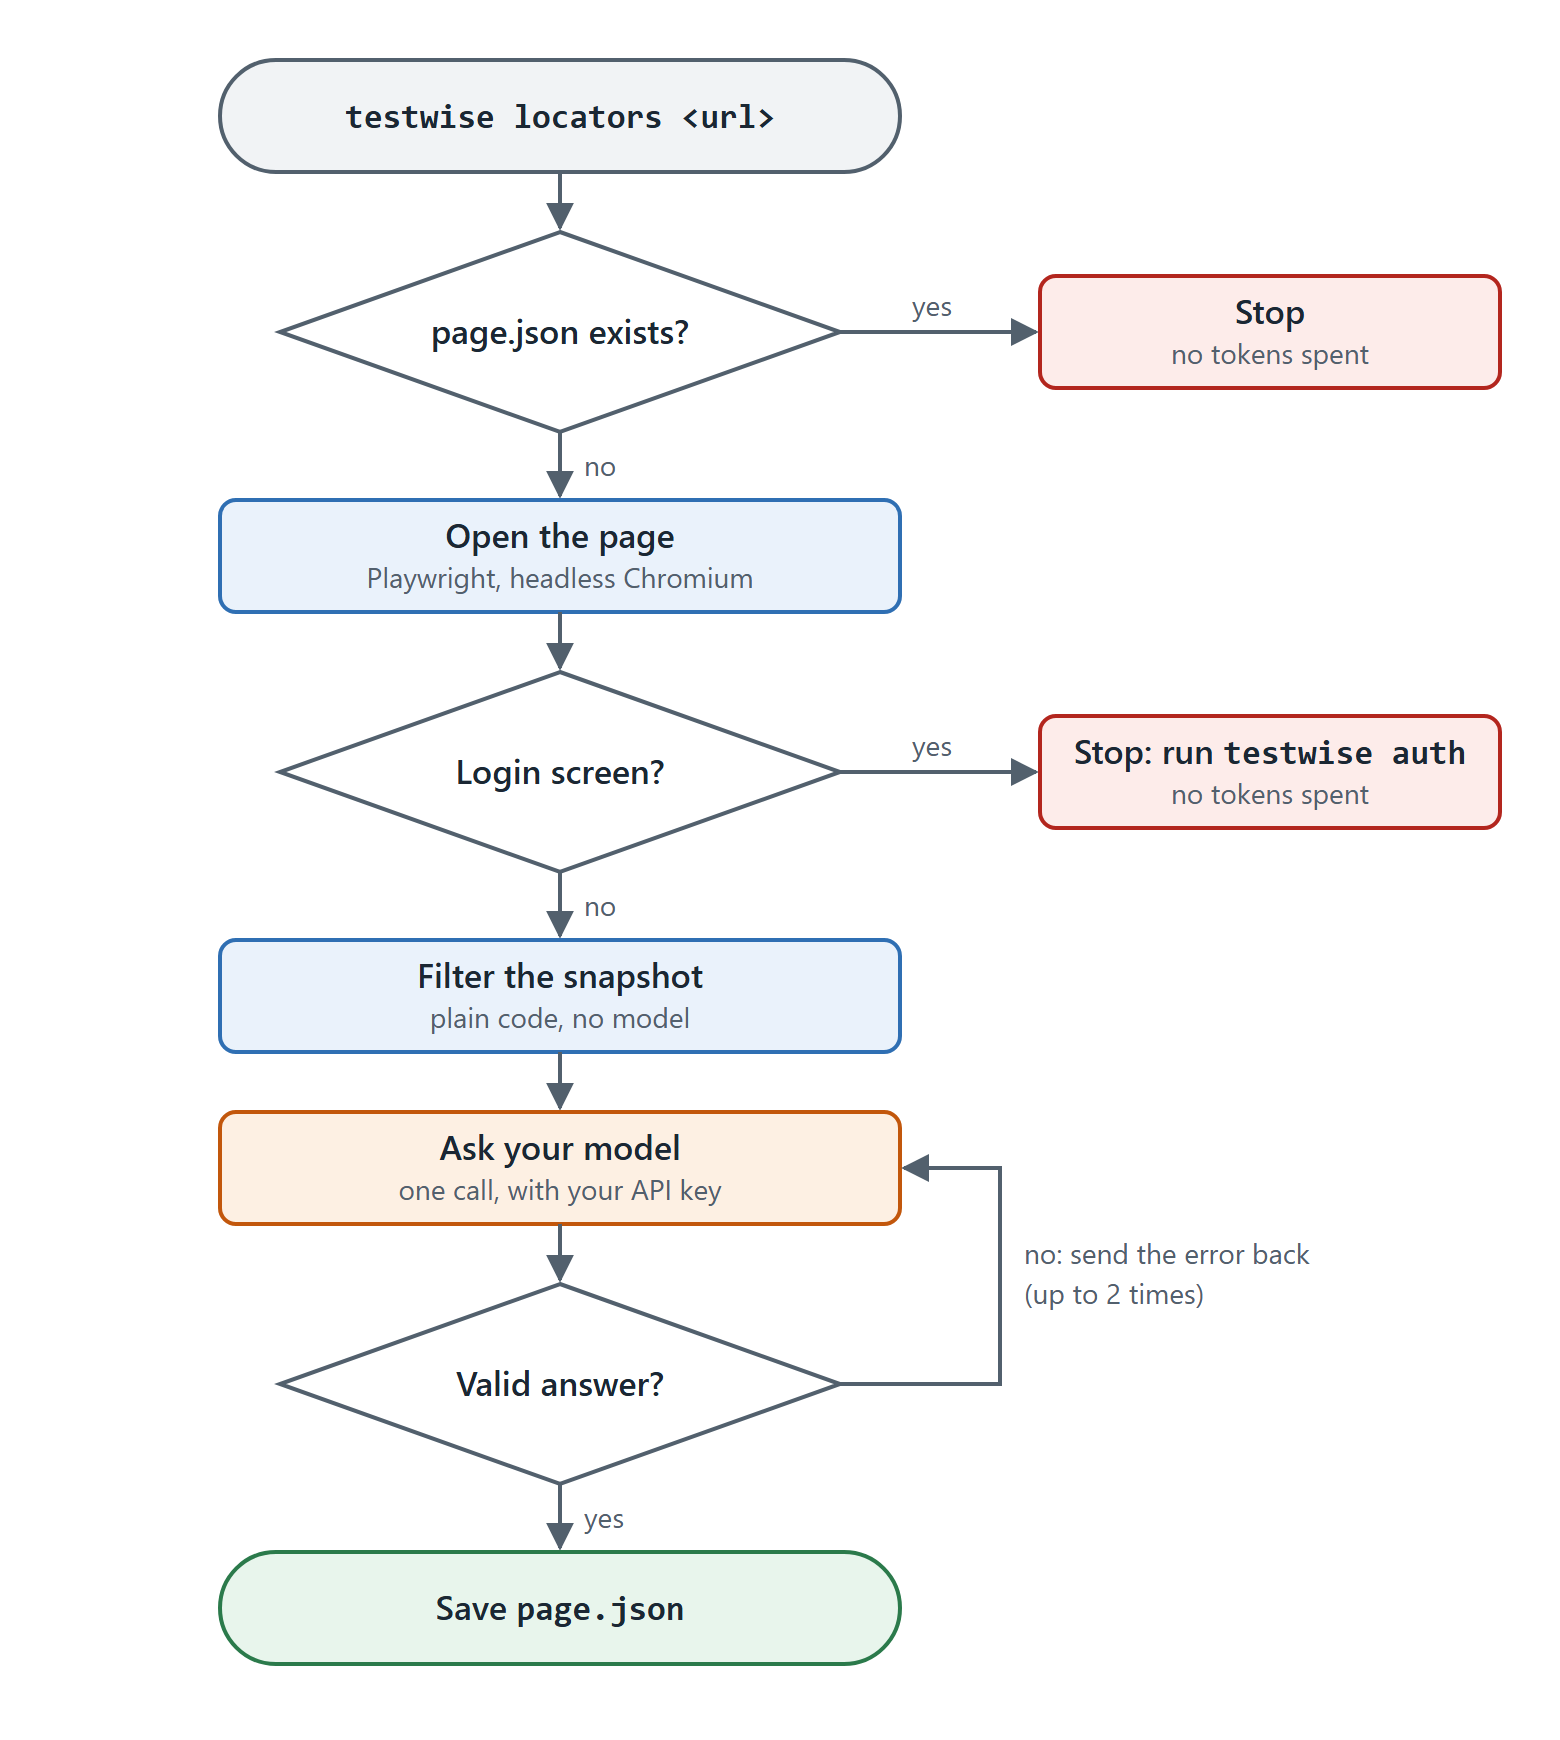 testwise locators <url>
page.json exists?
yes
Stop
no tokens spent
no
Open the page
Playwright, headless Chromium
Login screen?
yes
Stop: run testwise auth
no tokens spent
no
Filter the snapshot
plain code, no model
Ask your model
one call, with your API key
no: send the error back
(up to 2 times)
Valid answer?
yes
Save page.json